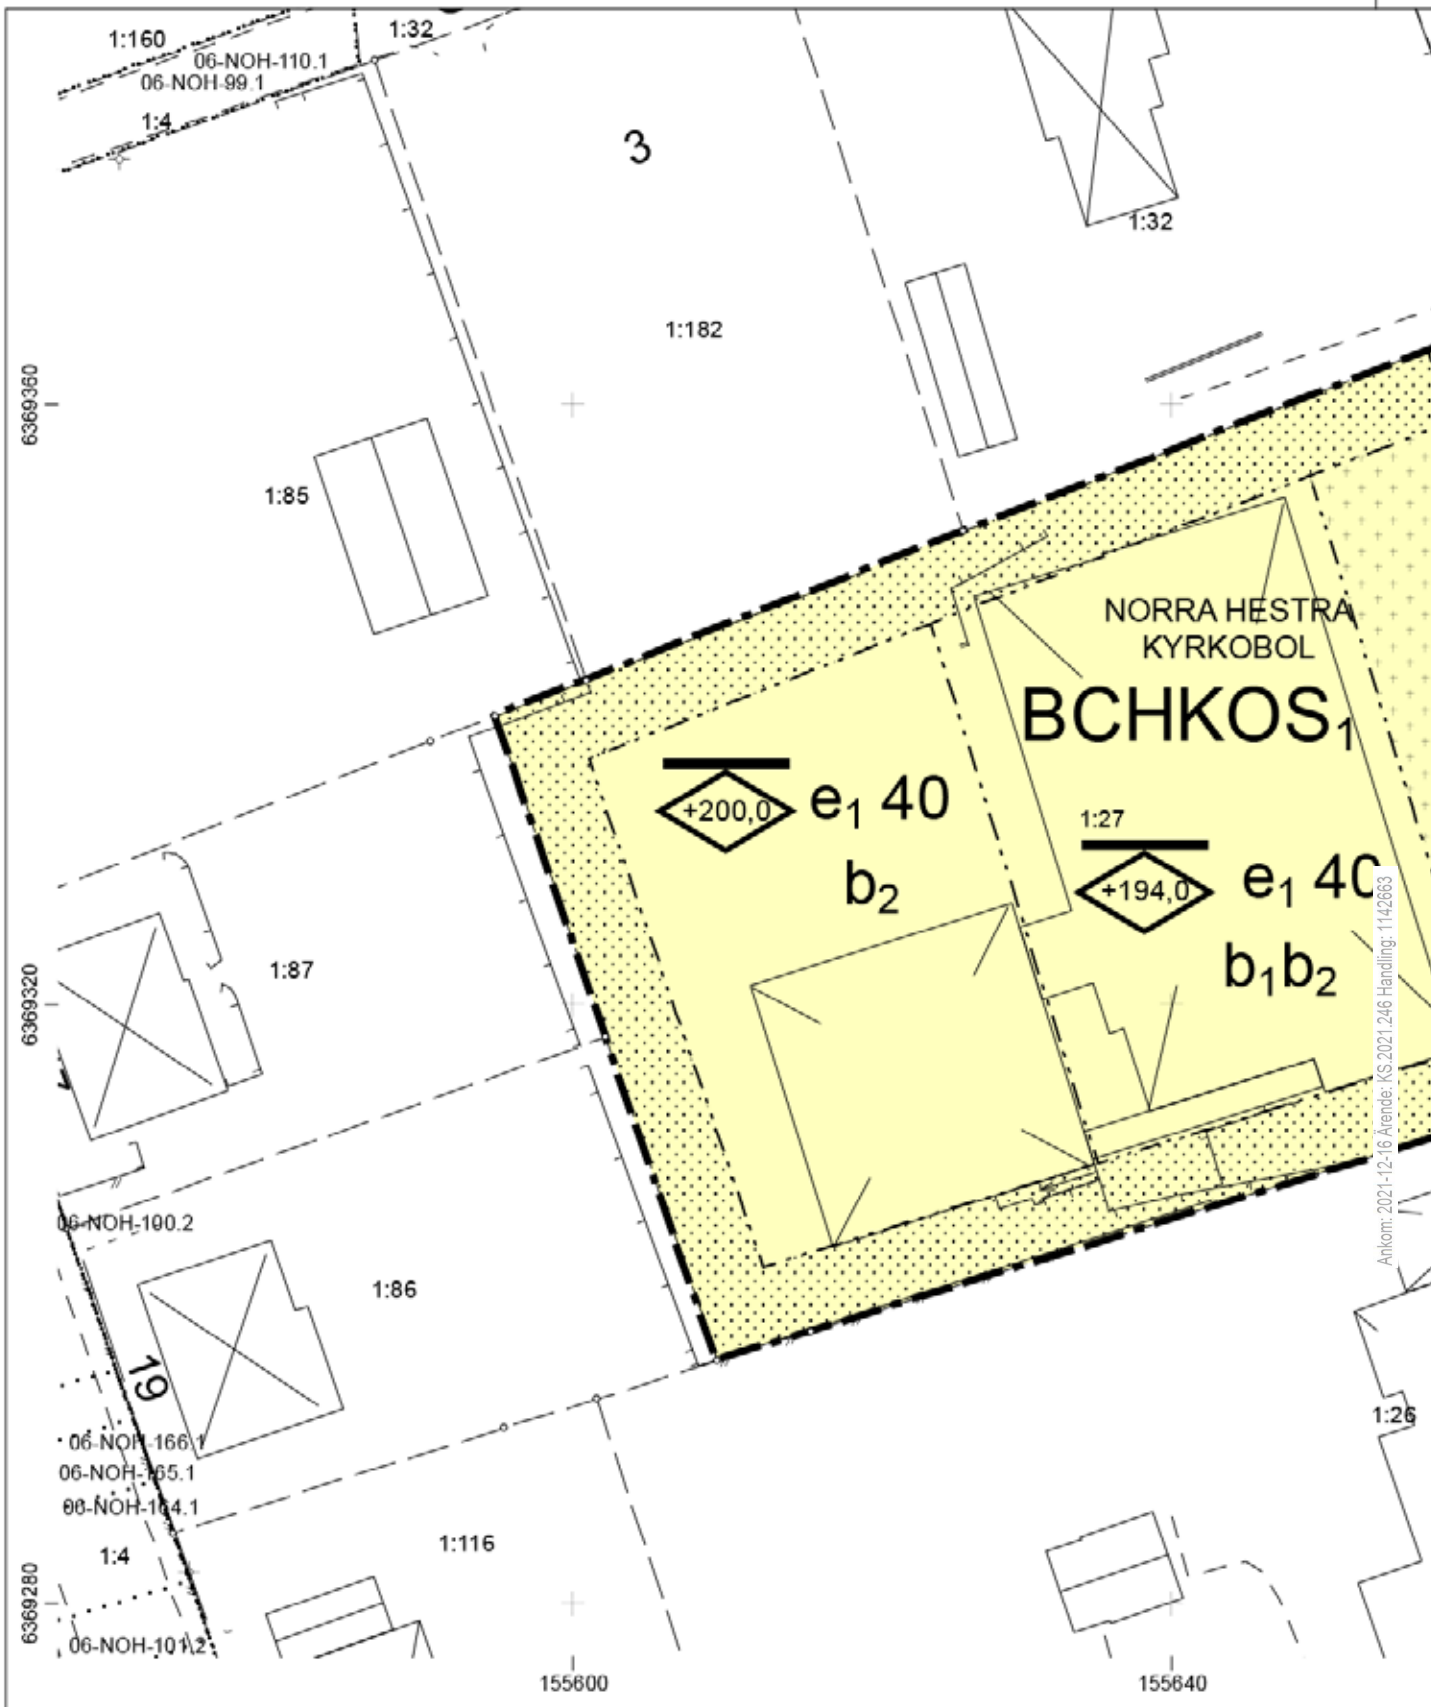 1:160
1:32
06-NOH-110.1
06-NOH-99.1
1:4
3
1:32
1:182
6369360
1:85
NORRA HESTRA
KYRKOBOL
BCHKOS₁
+200,0
e₁ 40
b₂
1:27
+194,0
e₁ 40
b₁b₂
1:87
6369320
Ankom: 2021-12-16 Ärende: KS.2021.246 Handling: 1142663
06-NOH-100.2
1:86
19
1:26
06-NOH-166.1
06-NOH-165.1
06-NOH-164.1
1:116
1:4
6369280
06-NOH-101.2
155600
155640